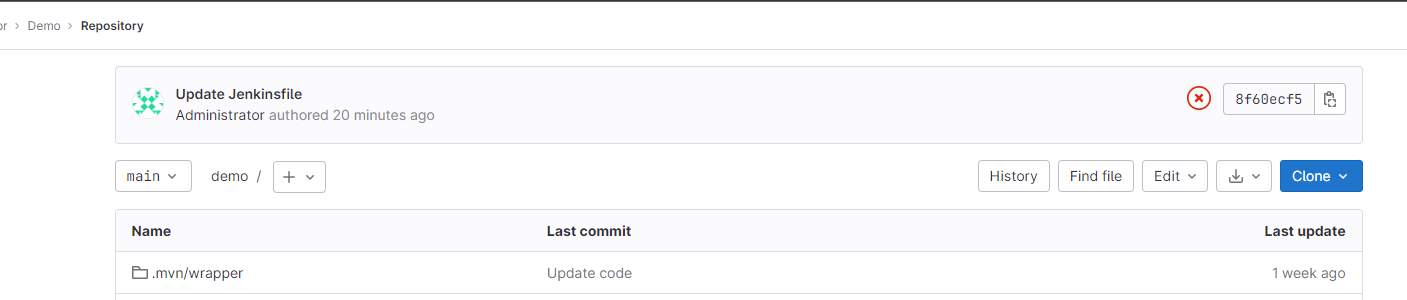 or > Demo > Repository
Update Jenkinsfile
Administrator authored 20 minutes ago
8f60ecf5
main demo / +
History Find file Edit Clone
Name Last commit Last update
.mvn/wrapper Update code 1 week ago